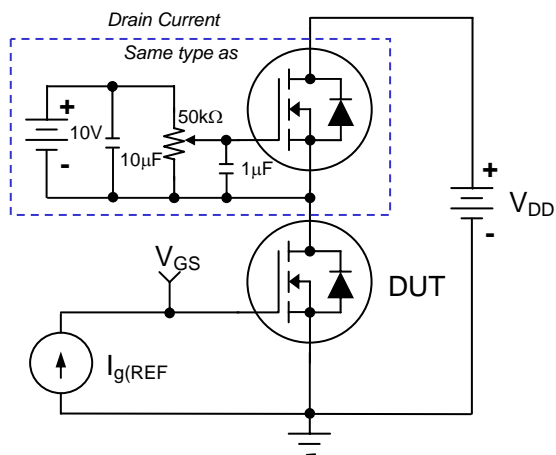 Drain Current
Same type as
+
10V
-
10μF
50kΩ
1μF
+
VDD
-
VGS
DUT
Ig(REF